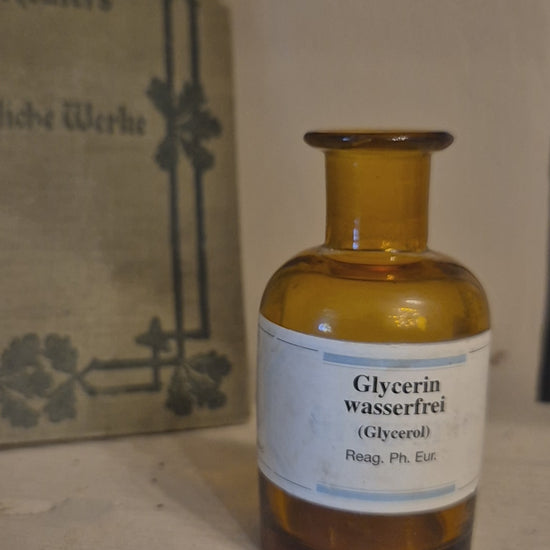 liche Werke
Glycerin
wasserfrei
(Glycerol)
Reag. Ph. Eur.